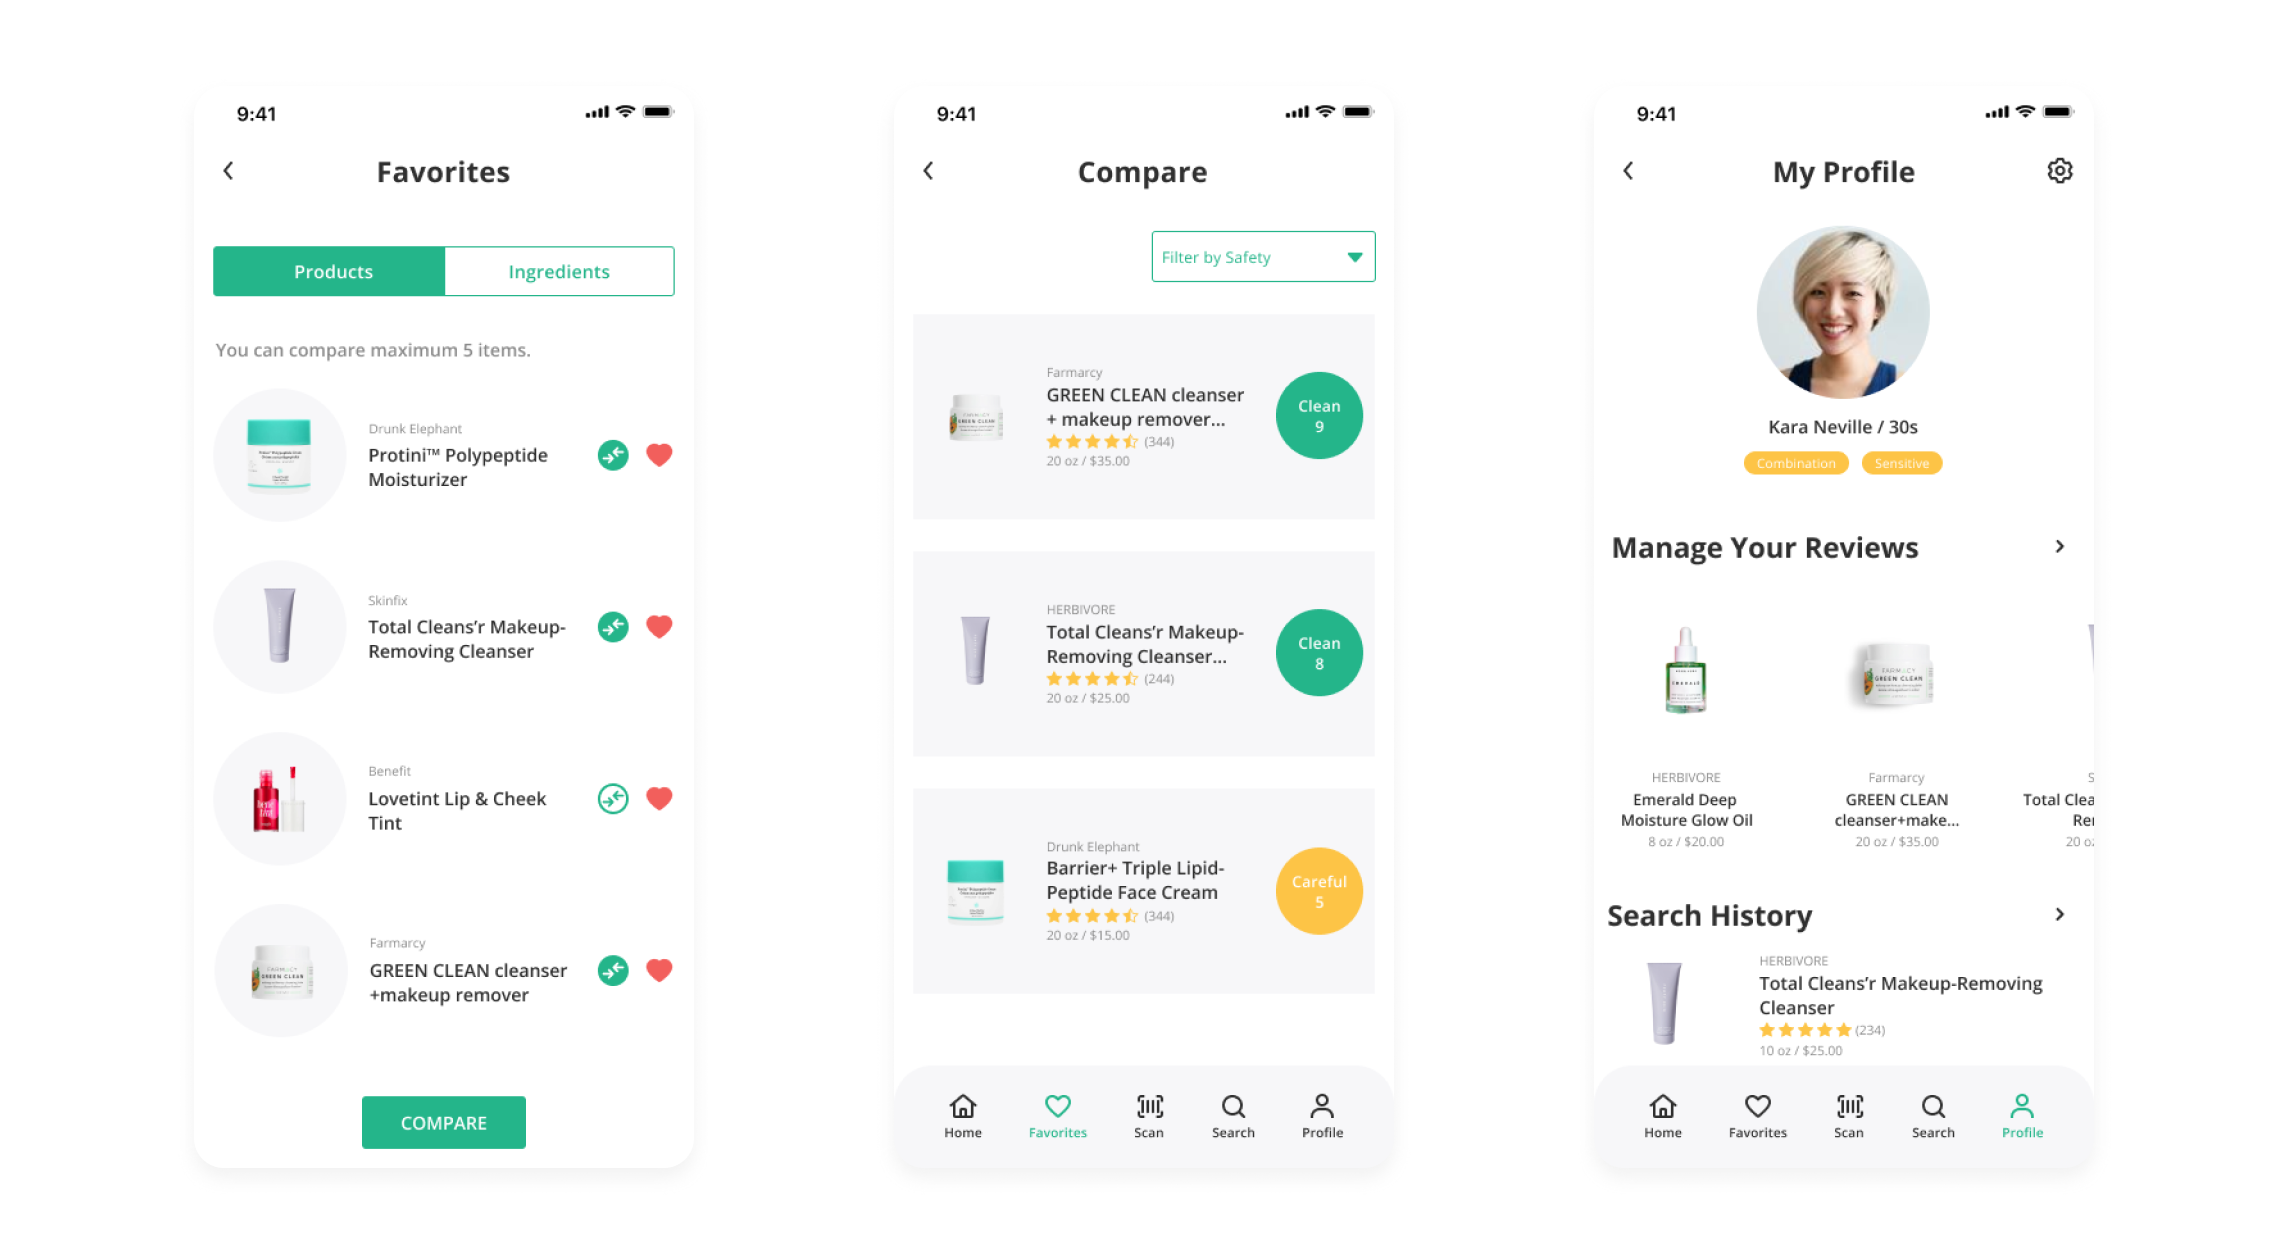 9:41
Favorites
Products
Ingredients
You can compare maximum 5 items.
Drunk Elephant
Protini™ Polypeptide
Moisturizer
Skinfix
Total Cleans’r Makeup-
Removing Cleanser
Benefit
Lovetint Lip & Cheek
Tint
Farmarcy
GREEN CLEAN cleanser
+makeup remover
COMPARE
9:41
Compare
Filter by Safety
Farmarcy
GREEN CLEAN cleanser
+ makeup remover...
(344)
20 oz / $35.00
Clean
9
HERBIVORE
Total Cleans’r Makeup-
Removing Cleanser...
(244)
20 oz / $25.00
Clean
8
Drunk Elephant
Barrier+ Triple Lipid-
Peptide Face Cream
(344)
20 oz / $15.00
Careful
5
Home
Favorites
Scan
Search
Profile
9:41
My Profile
Kara Neville / 30s
Combination
Sensitive
Manage Your Reviews
EMERALD
FARMACY
GREEN CLEAN
HERBIVORE
Emerald Deep
Moisture Glow Oil
8 oz / $20.00
Farmarcy
GREEN CLEAN
cleanser+make...
20 oz / $35.00
S
Total Clea
Re
20 oz
Search History
HERBIVORE
Total Cleans’r Makeup-Removing
Cleanser
(234)
10 oz / $25.00
Home
Favorites
Scan
Search
Profile